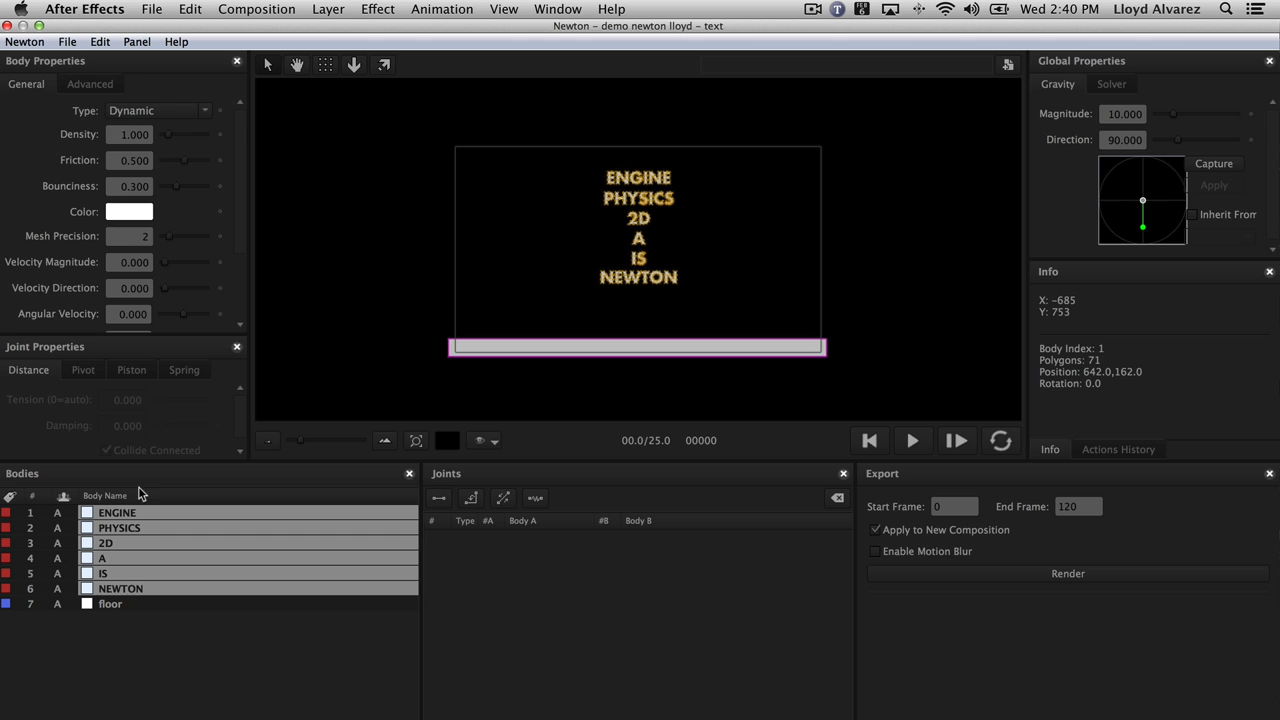 After Effects File Edit Composition Layer Effect Animation View Window Help T FEB 6 Wed 2:40 PM Lloyd Alvarez
Newton – demo newton lloyd – text
Newton File Edit Panel Help
Body Properties
General Advanced
Type: Dynamic
Density: 1.000
Friction: 0.500
Bounciness: 0.300
Color:
Mesh Precision: 2
Velocity Magnitude: 0.000
Velocity Direction: 0.000
Angular Velocity: 0.000
Joint Properties
Distance Pivot Piston Spring
Tension (0=auto): 0.000
Damping: 0.000
Collide Connected
ENGINE
PHYSICS
2D
A
IS
NEWTON
00.0/25.0 00000
Global Properties
Gravity Solver
Magnitude: 10.000
Direction: 90.000
Capture
Apply
Inherit From
Info
X: -685
Y: 753
Body Index: 1
Polygons: 71
Position: 642.0,162.0
Rotation: 0.0
Info Actions History
Bodies
# Body Name
1 A ENGINE
2 A PHYSICS
3 A 2D
4 A A
5 A IS
6 A NEWTON
7 A floor
Joints
# Type #A Body A #B Body B
Export
Start Frame: 0 End Frame: 120
Apply to New Composition
Enable Motion Blur
Render